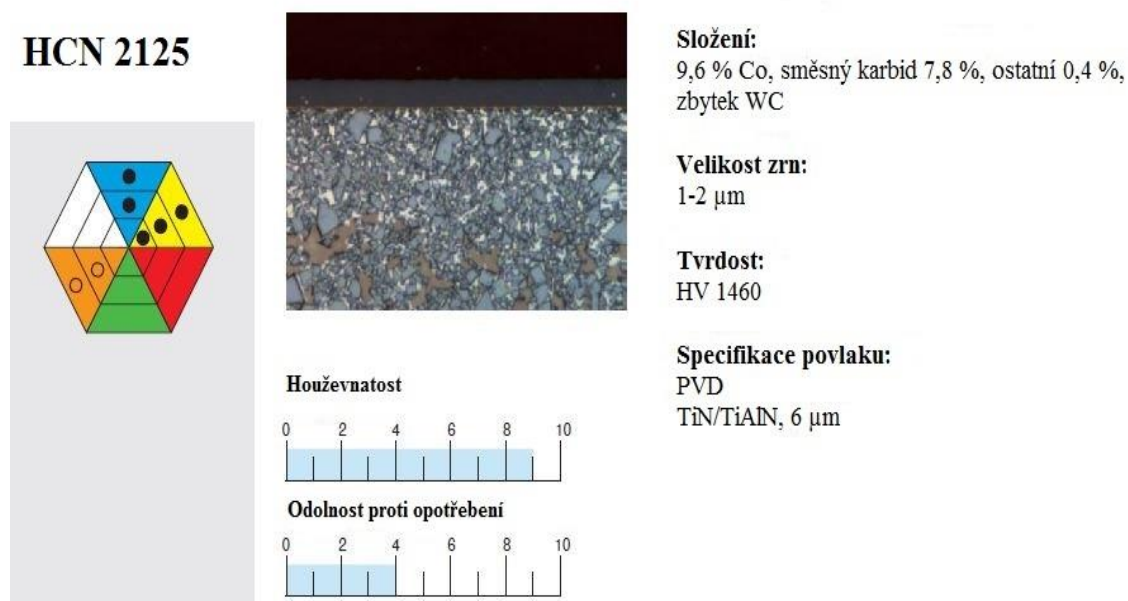 HCN 2125
Složení:
9,6 % Co, směsný karbid 7,8 %, ostatní 0,4 %,
zbytek WC
Velikost zrn:
1-2 µm
Tvrdost:
HV 1460
Specifikace povlaku:
PVD
TiN/TiAlN, 6 µm
Houževnatost
0 2 4 6 8 10
Odolnost proti opotřebení
0 2 4 6 8 10